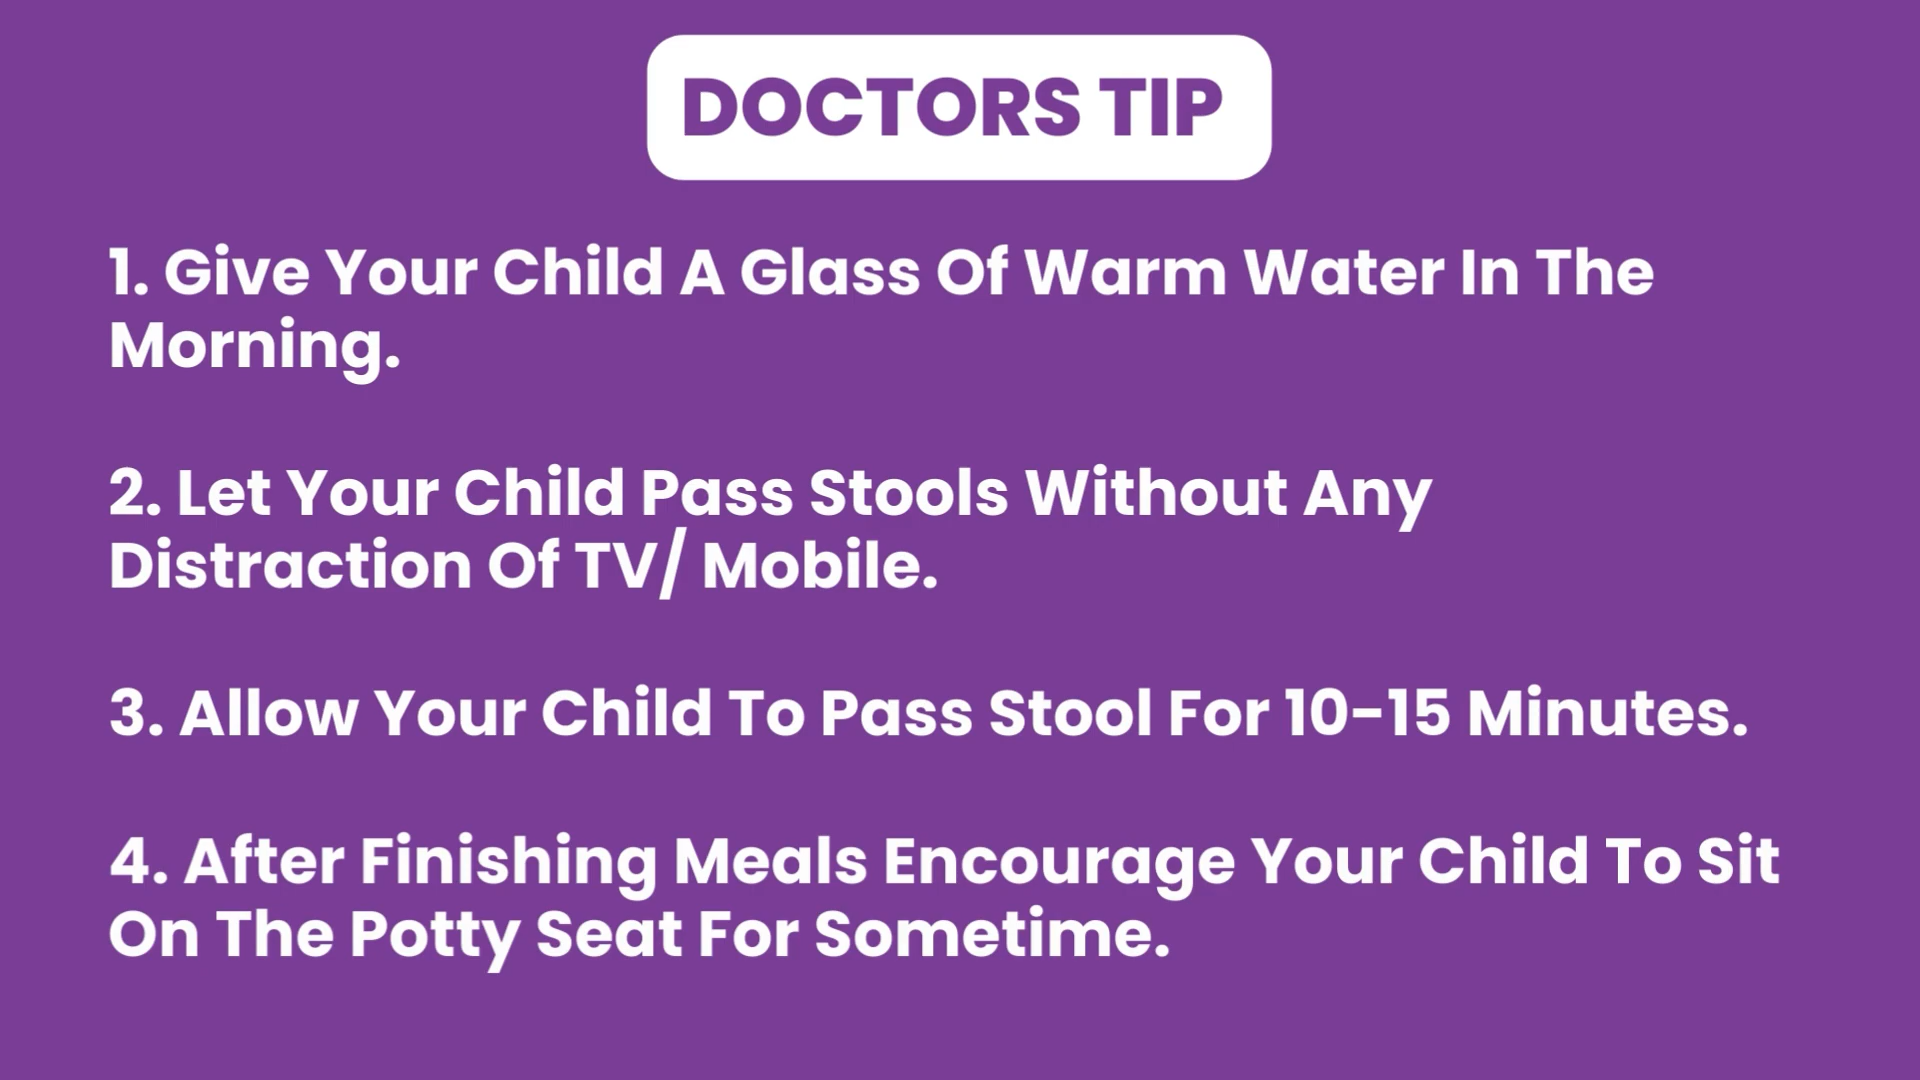 DOCTORS TIP
1. Give Your Child A Glass Of Warm Water In The
Morning.
2. Let Your Child Pass Stools Without Any
Distraction Of TV/ Mobile.
3. Allow Your Child To Pass Stool For 10-15 Minutes.
4. After Finishing Meals Encourage Your Child To Sit
On The Potty Seat For Sometime.